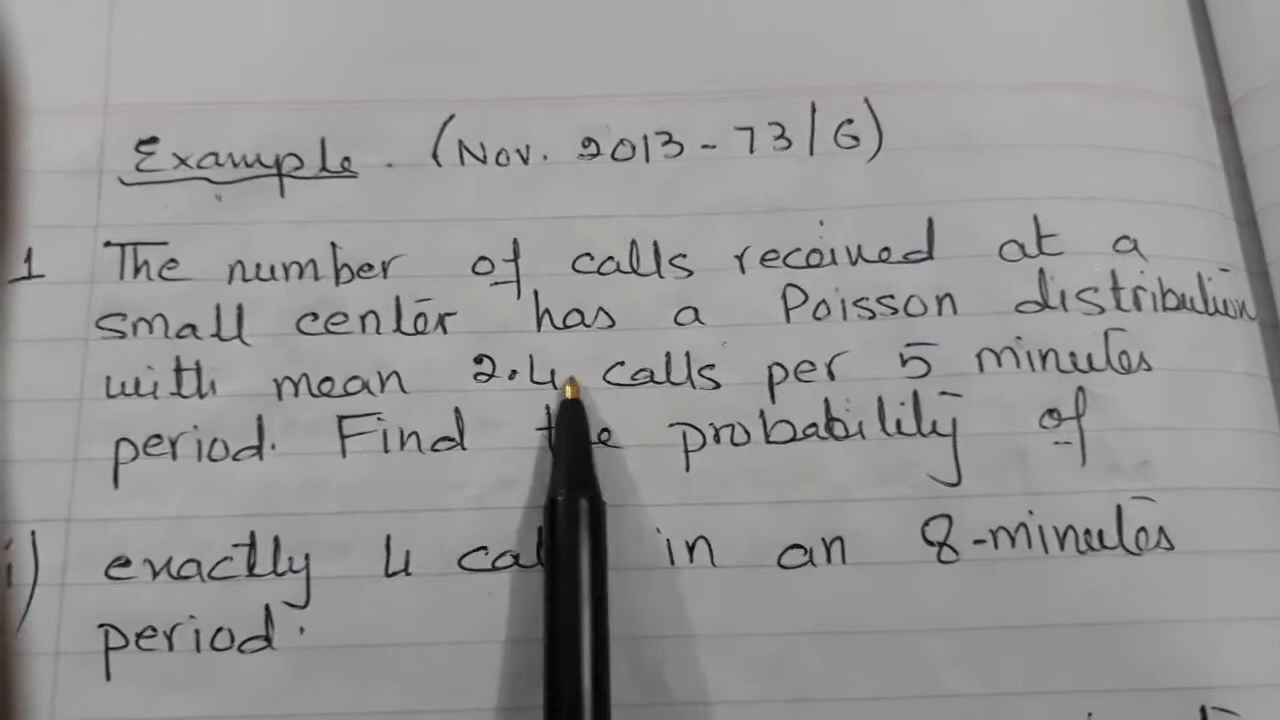 Example. (Nov. 2013 - 73/6)
1 The number of calls received at a
small center has a Poisson distribution
with mean 2.4 calls per 5 minutes
period. Find the probability of
i) exactly 4 in an 8-minutes
period.